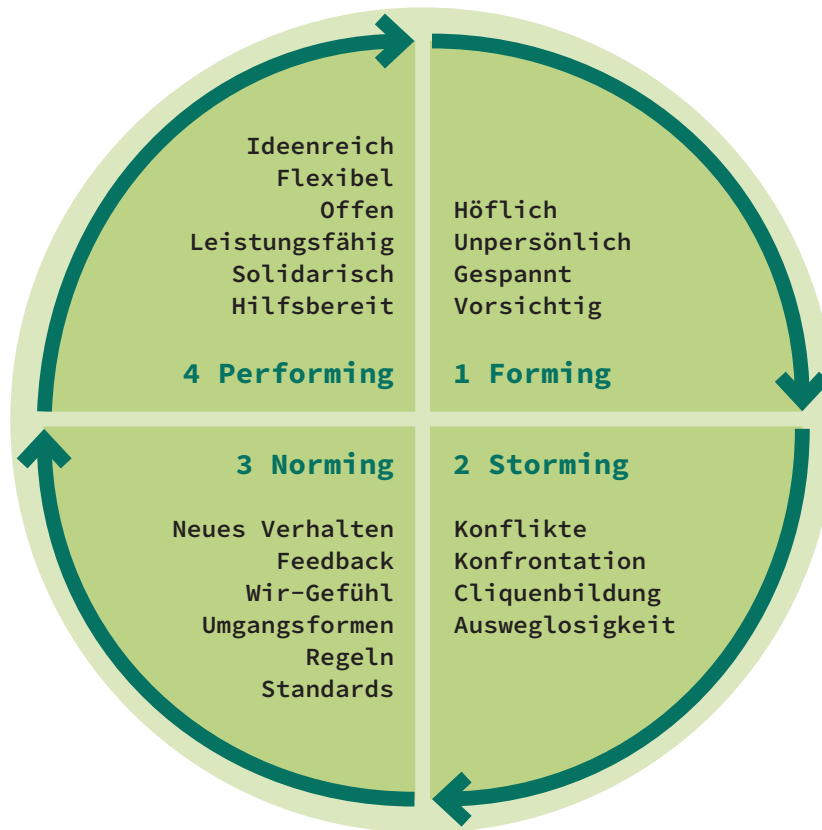 Höflich
Unpersönlich
Gespannt
Vorsichtig
1 Forming
2 Storming
Konflikte
Konfrontation
Cliquenbildung
Ausweglosigkeit
3 Norming
Neues Verhalten
Feedback
Wir-Gefühl
Umgangsformen
Regeln
Standards
Ideenreich
Flexibel
Offen
Leistungsfähig
Solidarisch
Hilfsbereit
4 Performing